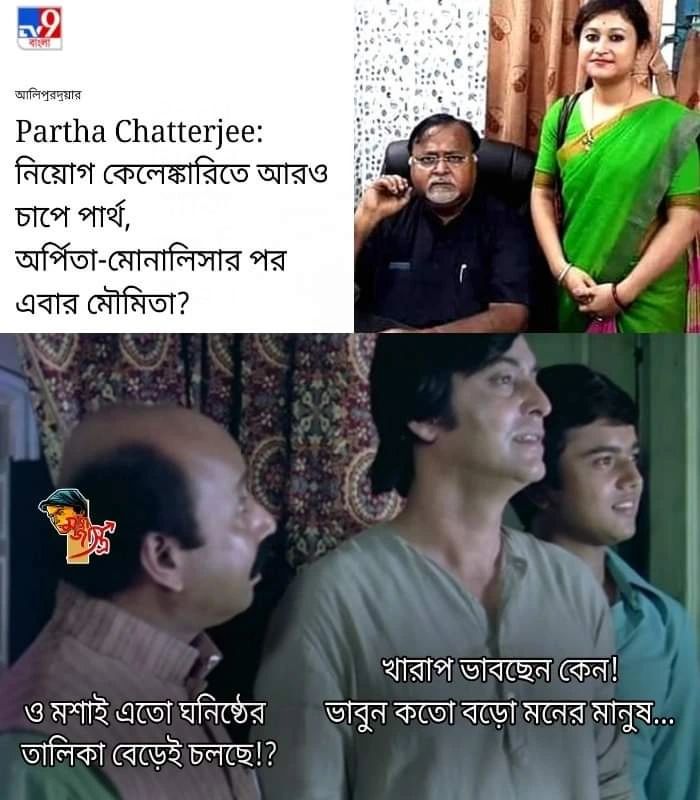 TV9
বাংলা
আলিপুরদুয়ার
Partha Chatterjee:
নিয়োগ কেলেঙ্কারিতে আরও
চাপে পার্থ,
অর্পিতা-মোনালিসার পর
এবার মৌমিতা?
খারাপ ভাবছেন কেন!
ভাবুন কতো বড়ো মনের মানুষ...
ও মশাই এতো ঘনিষ্ঠের
তালিকা বেড়েই চলছে!?